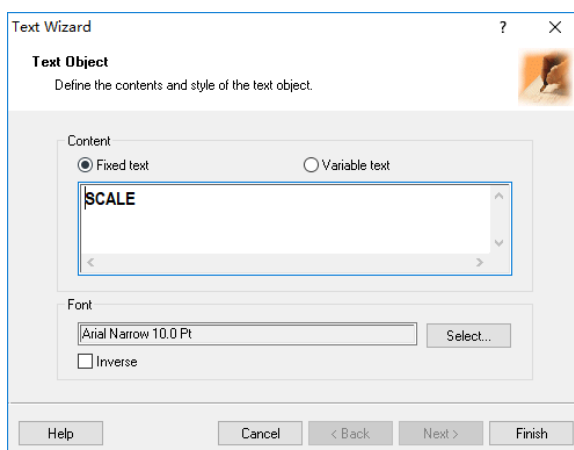 Text Wizard
Text Object
Define the contents and style of the text object.
Content
Fixed text Variable text
SCALE
Font
Arial Narrow 10.0 Pt Select...
Inverse
Help Cancel < Back Next > Finish